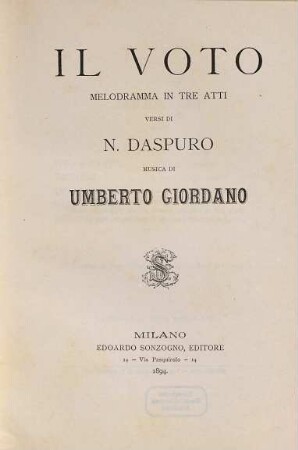 IL VOTO
MELODRAMMA IN TRE ATTI
VERSI DI
N. DASPURO
MUSICA DI
UMBERTO GIORDANO
MILANO
EDOARDO SONZOGNO, EDITORE
14 — Via Pasquirolo — 14
1894.